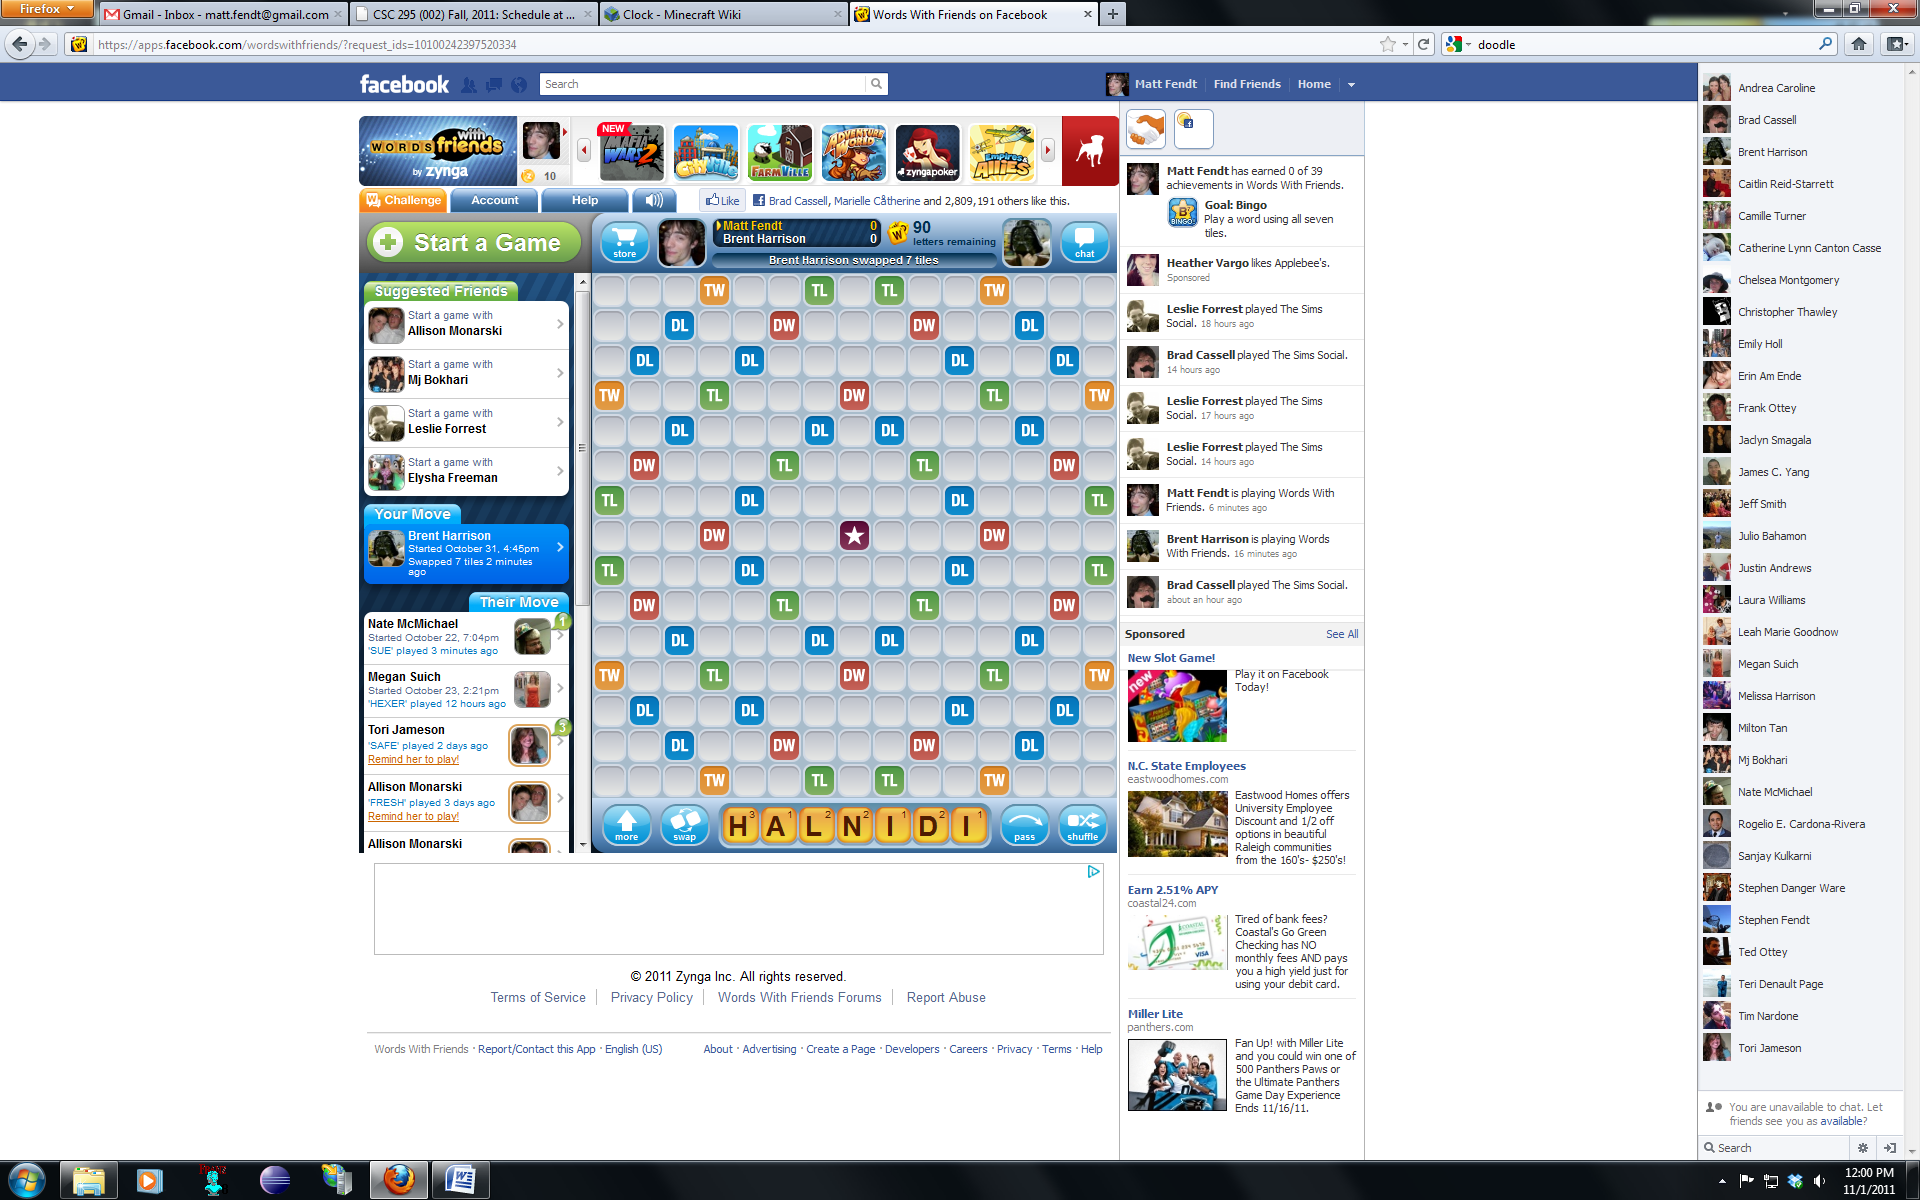 Firefox
Gmail - Inbox - matt.fendt@gmail.com
CSC 295 (002) Fall, 2011: Schedule at ...
Clock - Minecraft Wiki
Words With Friends on Facebook
https://apps.facebook.com/wordswithfriends/?request_ids=10100242397520334
doodle
facebook
Search
Matt Fendt
Find Friends
Home
WORDS with friends
by zynga
10
NEW
MAFIA WARS 2
CityVille
FARMVILLE
ADVENTURE WORLD
zynga poker
Empires & Allies
Challenge
Account
Help
Like
Brad Cassell, Marielle Cåtherine and 2,809,191 others like this.
Start a Game
store
Matt Fendt 0
Brent Harrison 0
90
letters remaining
chat
Brent Harrison swapped 7 tiles
Suggested Friends
Start a game with
Allison Monarski
Start a game with
Mj Bokhari
Start a game with
Leslie Forrest
Start a game with
Elysha Freeman
Your Move
Brent Harrison
Started October 31, 4:45pm
Swapped 7 tiles 2 minutes
ago
Their Move
Nate McMichael
1
Started October 22, 7:04pm
'SUE' played 3 minutes ago
Megan Suich
Started October 23, 2:21pm
'HEXER' played 12 hours ago
Tori Jameson
3
'SAFE' played 2 days ago
Remind her to play!
Allison Monarski
'FRESH' played 3 days ago
Remind her to play!
Allison Monarski
TW TL TL TW
DL DW DW DL
DL DL DL DL
TW TL DW TL TW
DL DL DL DL
DW TL TL DW
TL DL DL TL
DW DW
TL DL DL TL
DW TL TL DW
DL DL DL DL
TW TL DW TL TW
DL DL DL DL
DL DW DW DL
TW TL TL TW
more
swap
H3 A1 L2 N2 I1 D2 I1
pass
shuffle
© 2011 Zynga Inc. All rights reserved.
Terms of Service
Privacy Policy
Words With Friends Forums
Report Abuse
Words With Friends · Report/Contact this App · English (US)
About · Advertising · Create a Page · Developers · Careers · Privacy · Terms · Help
Matt Fendt has earned 0 of 39
achievements in Words With Friends.
BINGO
Goal: Bingo
Play a word using all seven
tiles.
Heather Vargo likes Applebee's.
Sponsored
Leslie Forrest played The Sims
Social. 18 hours ago
Brad Cassell played The Sims Social.
14 hours ago
Leslie Forrest played The Sims
Social. 17 hours ago
Leslie Forrest played The Sims
Social. 14 hours ago
Matt Fendt is playing Words With
Friends. 6 minutes ago
Brent Harrison is playing Words
With Friends. 16 minutes ago
Brad Cassell played The Sims Social.
about an hour ago
Sponsored
See All
New Slot Game!
new
Play it on Facebook
Today!
N.C. State Employees
eastwoodhomes.com
Eastwood Homes offers
University Employee
Discount and 1/2 off
options in beautiful
Raleigh communities
from the 160's- $250's!
Earn 2.51% APY
coastal24.com
COASTAL
VISA
Tired of bank fees?
Coastal's Go Green
Checking has NO
monthly fees AND pays
you a high yield just for
using your debit card.
Miller Lite
panthers.com
Fan Up! with Miller Lite
and you could win one of
500 Panthers Paws or
the Ultimate Panthers
Game Day Experience
Ends 11/16/11.
Andrea Caroline
Brad Cassell
Brent Harrison
Caitlin Reid-Starrett
Camille Turner
Catherine Lynn Canton Casse
Chelsea Montgomery
Christopher Thawley
Emily Holl
Erin Am Ende
Frank Ottey
Jaclyn Smagala
James C. Yang
Jeff Smith
Julio Bahamon
Justin Andrews
Laura Williams
Leah Marie Goodnow
Megan Suich
Melissa Harrison
Milton Tan
Mj Bokhari
Nate McMichael
Rogelio E. Cardona-Rivera
Sanjay Kulkarni
Stephen Danger Ware
Stephen Fendt
Ted Ottey
Teri Denault Page
Tim Nardone
Tori Jameson
You are unavailable to chat. Let
friends see you as available?
Search
12:00 PM
11/1/2011